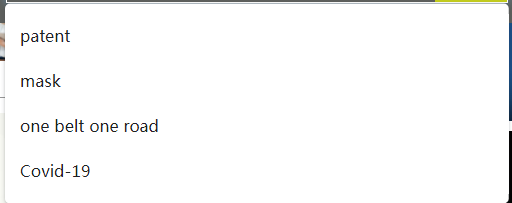 patent
mask
one belt one road
Covid-19